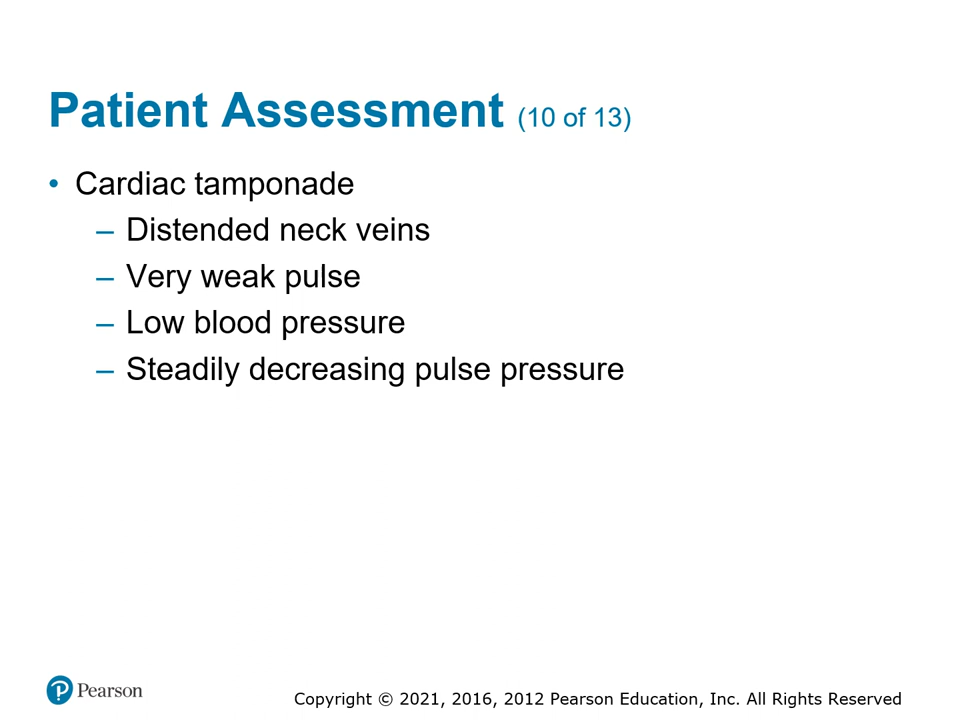 Patient Assessment (10 of 13)
• Cardiac tamponade
– Distended neck veins
– Very weak pulse
– Low blood pressure
– Steadily decreasing pulse pressure
P Pearson
Copyright © 2021, 2016, 2012 Pearson Education, Inc. All Rights Reserved